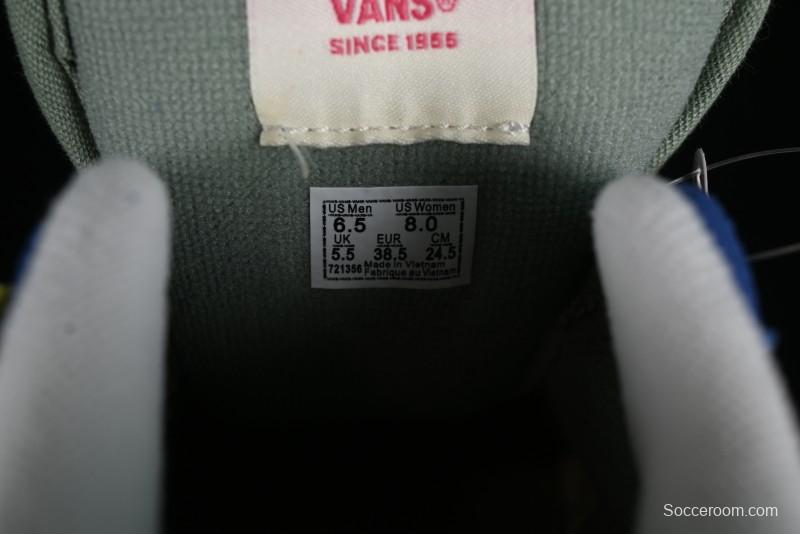 VANS®
SINCE 1966
US Men US Women
6.5 8.0
UK EUR CM
5.5 38.5 24.5
721356 Made in Vietnam
Fabrique au Vietnam
Socceroom.com